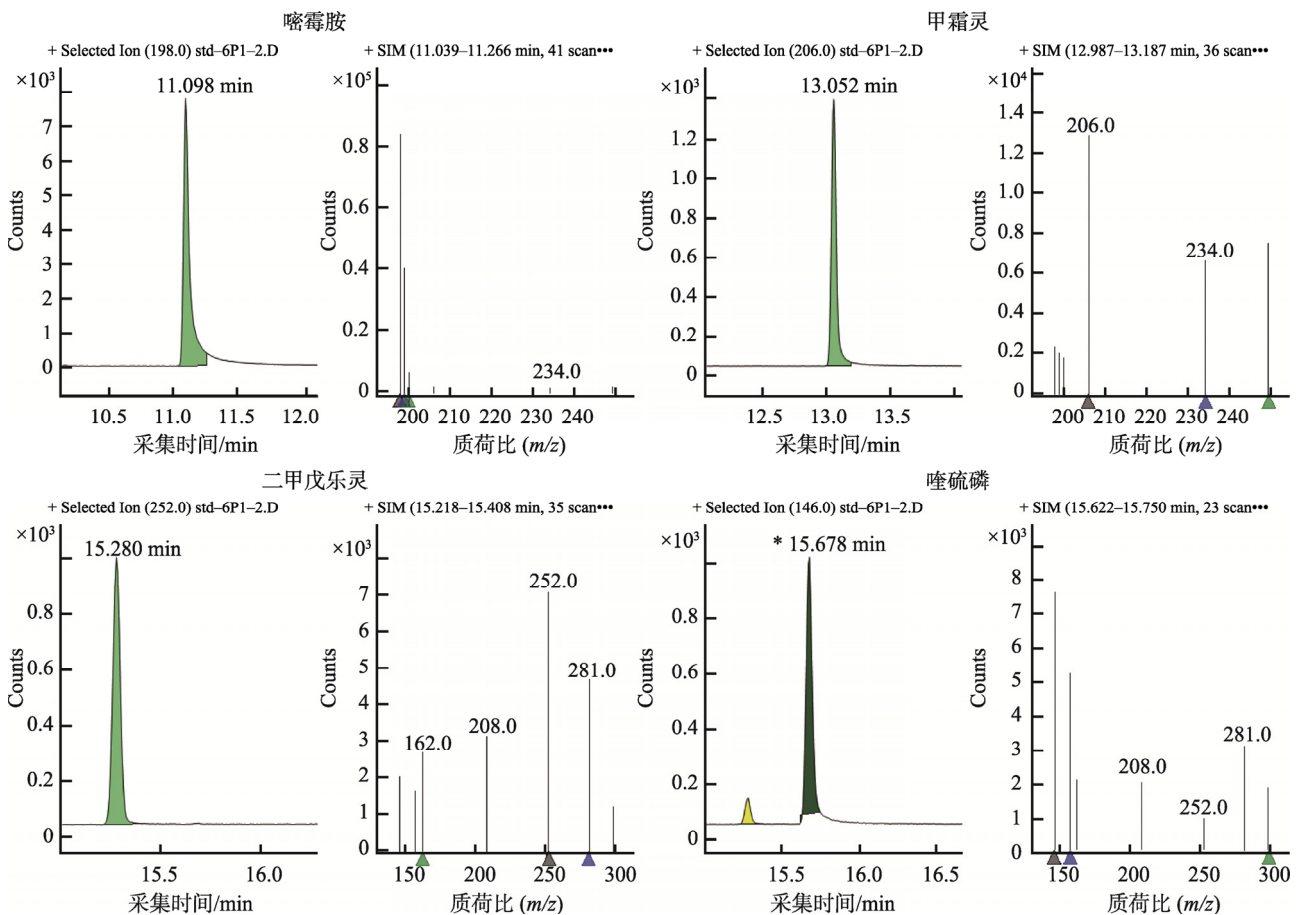 嘧霉胺
甲霜灵
+ Selected Ion (198.0) std–6P1–2.D
+ SIM (11.039–11.266 min, 41 scan•••
+ Selected Ion (206.0) std–6P1–2.D
+ SIM (12.987–13.187 min, 36 scan•••
×10³
11.098 min
7
6
5
4
3
2
1
0
Counts
10.5 11.0 11.5 12.0
采集时间/min
×10⁵
0.8
0.6
0.4
0.2
0
Counts
234.0
200 210 220 230 240
质荷比 (m/z)
×10³
13.052 min
1.2
1.0
0.8
0.6
0.4
0.2
0
Counts
12.5 13.0 13.5
采集时间/min
×10⁴
1.4
1.2
1.0
0.8
0.6
0.4
0.2
0
Counts
206.0
234.0
200 210 220 230 240
质荷比 (m/z)
二甲戊乐灵
喹硫磷
+ Selected Ion (252.0) std–6P1–2.D
+ SIM (15.218–15.408 min, 35 scan•••
+ Selected Ion (146.0) std–6P1–2.D
+ SIM (15.622–15.750 min, 23 scan•••
×10³
15.280 min
0.8
0.6
0.4
0.2
0
Counts
15.5 16.0
采集时间/min
×10³
7
6
5
4
3
2
1
0
Counts
252.0
281.0
208.0
162.0
150 200 250 300
质荷比 (m/z)
×10³
* 15.678 min
0.8
0.6
0.4
0.2
0
Counts
15.5 16.0 16.5
采集时间/min
×10³
8
7
6
5
4
3
2
1
0
Counts
281.0
208.0
252.0
150 200 250 300
质荷比 (m/z)